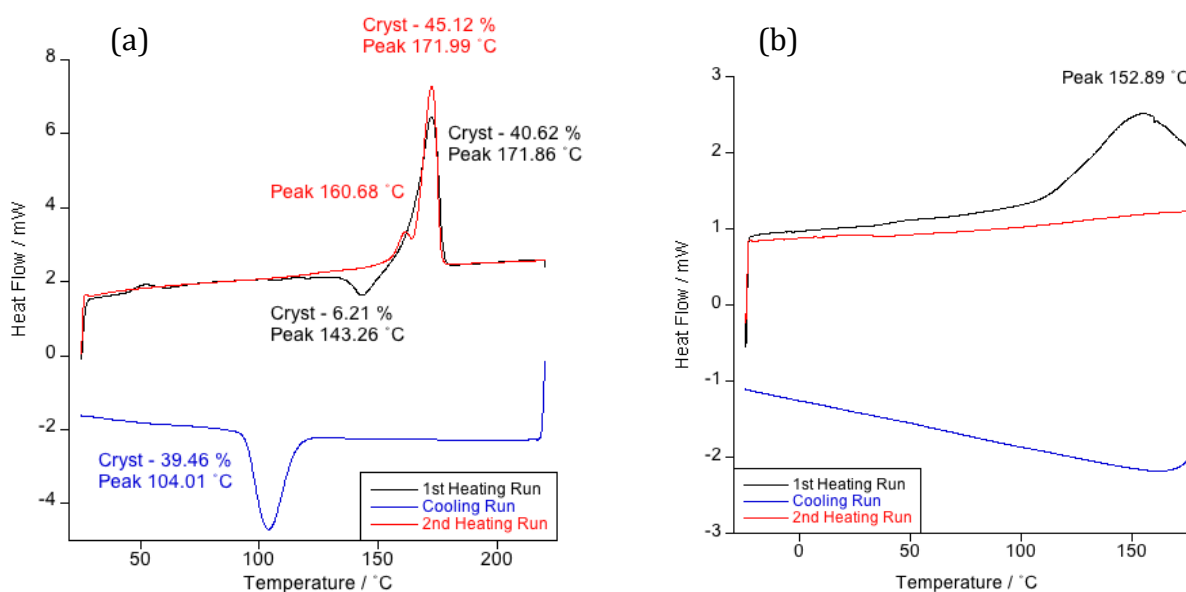 (a)
Cryst - 45.12 %
Peak 171.99 ˚C
Cryst - 40.62 %
Peak 171.86 ˚C
Peak 160.68 ˚C
Cryst - 6.21 %
Peak 143.26 ˚C
Cryst - 39.46 %
Peak 104.01 ˚C
8
6
4
2
0
-2
-4
Heat Flow / mW
1st Heating Run
Cooling Run
2nd Heating Run
50 100 150 200
Temperature / ˚C
(b)
Peak 152.89 ˚C
3
2
1
0
-1
-2
-3
Heat Flow / mW
1st Heating Run
Cooling Run
2nd Heating Run
0 50 100 150
Temperature / ˚C